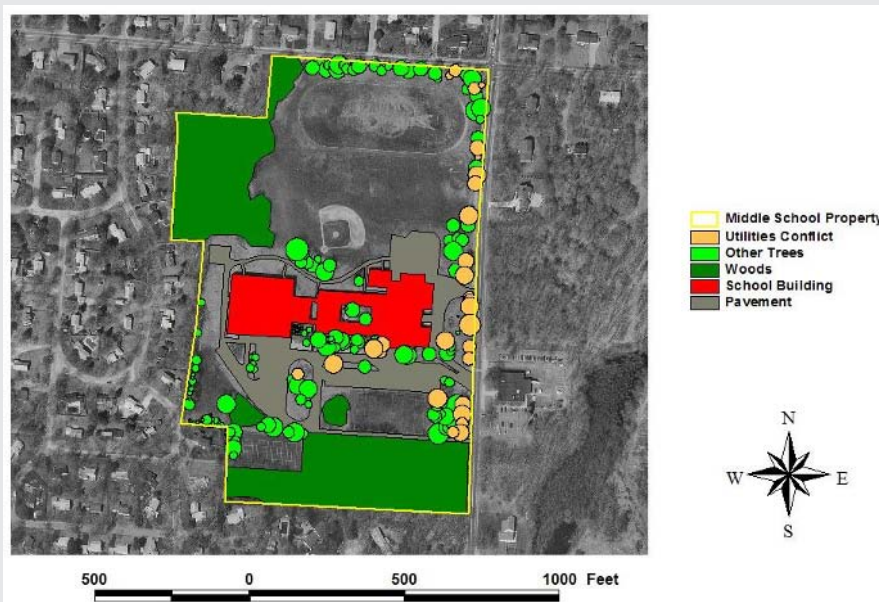 Middle School Property
Utilities Conflict
Other Trees
Woods
School Building
Pavement
N
W E
S
500 0 500 1000 Feet